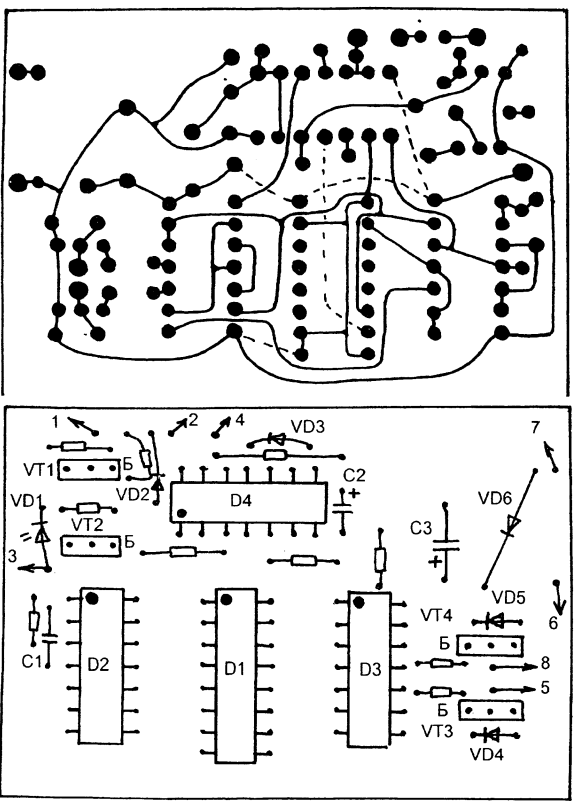 1 2 4 VD3 7
VT1 Б VD2 D4 C2 VD6
VD1 C3
VT2 Б
3
VD5 6
VT4
Б
C1 D2 D1 D3 8
5
Б
VT3
VD4